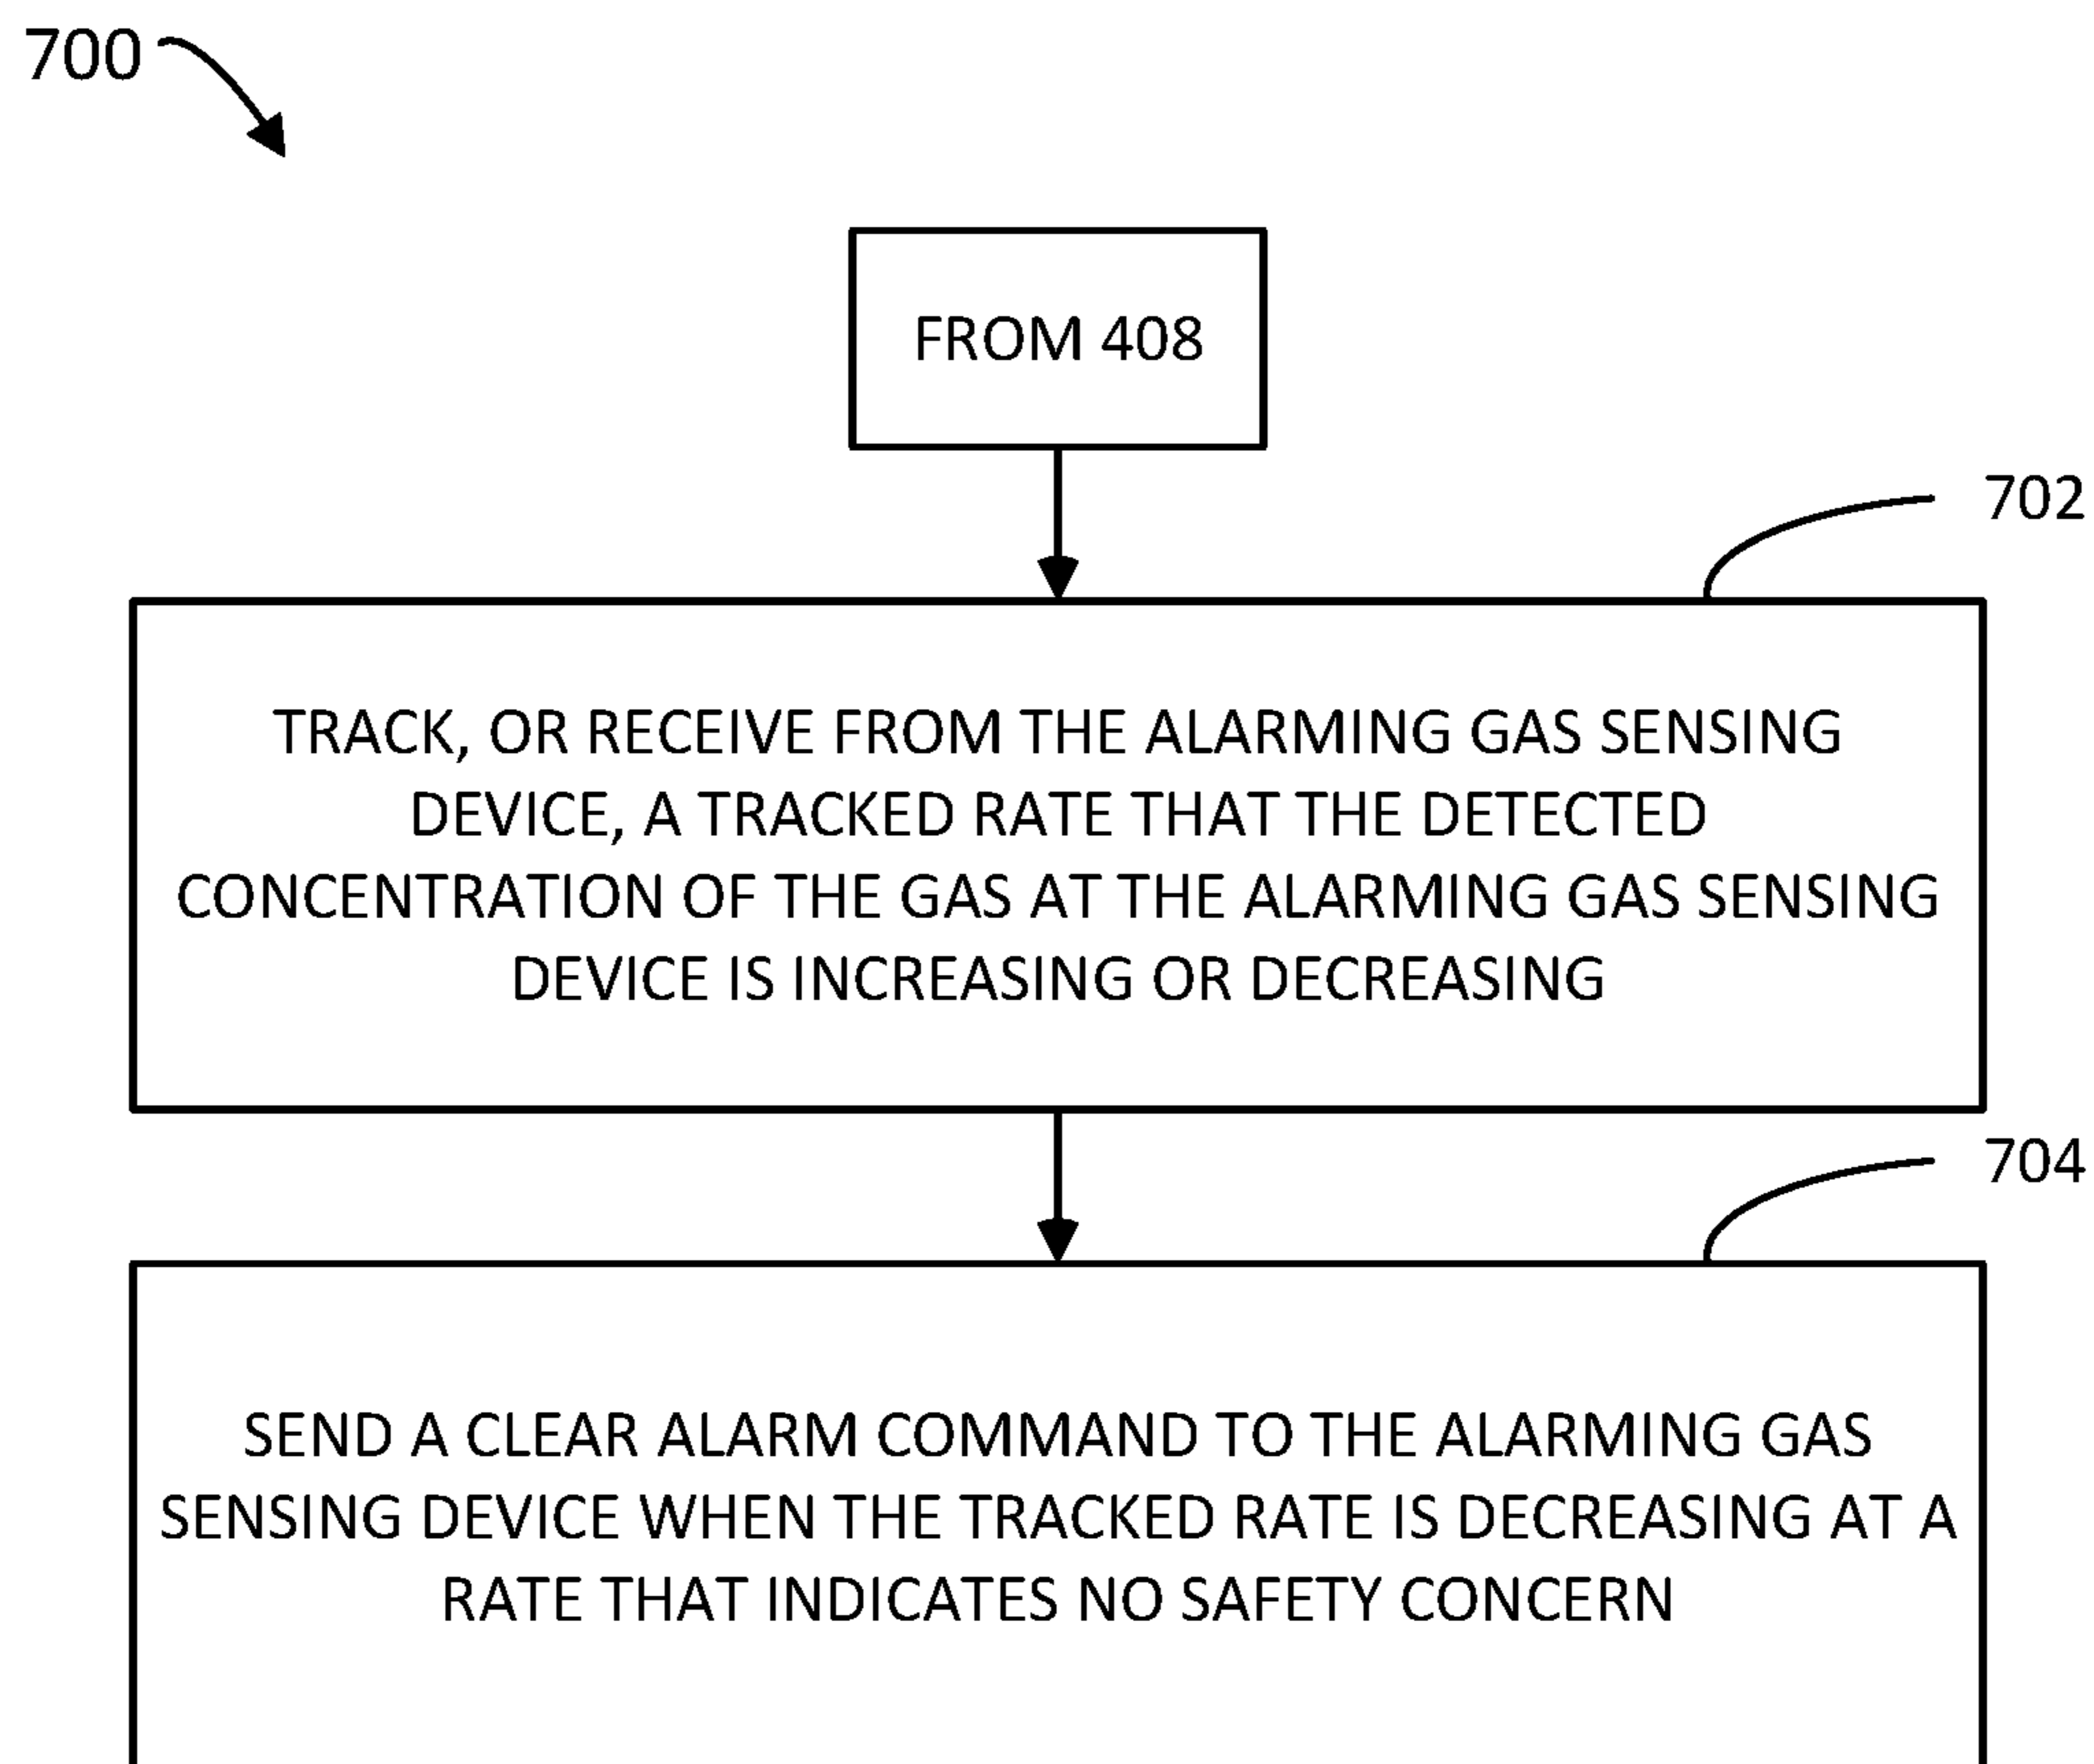 700
FROM 408
702
TRACK, OR RECEIVE FROM THE ALARMING GAS SENSING
DEVICE, A TRACKED RATE THAT THE DETECTED
CONCENTRATION OF THE GAS AT THE ALARMING GAS SENSING
DEVICE IS INCREASING OR DECREASING
704
SEND A CLEAR ALARM COMMAND TO THE ALARMING GAS
SENSING DEVICE WHEN THE TRACKED RATE IS DECREASING AT A
RATE THAT INDICATES NO SAFETY CONCERN